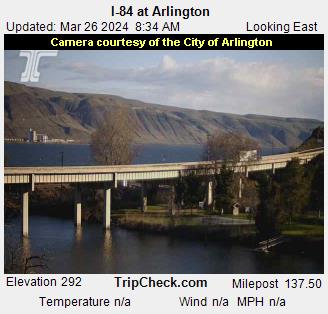 I-84 at Arlington
Updated: Mar 26 2024 8:34 AM Looking East
Camera courtesy of the City of Arlington
Elevation 292 TripCheck.com Milepost 137.50
Temperature n/a Wind n/a MPH n/a